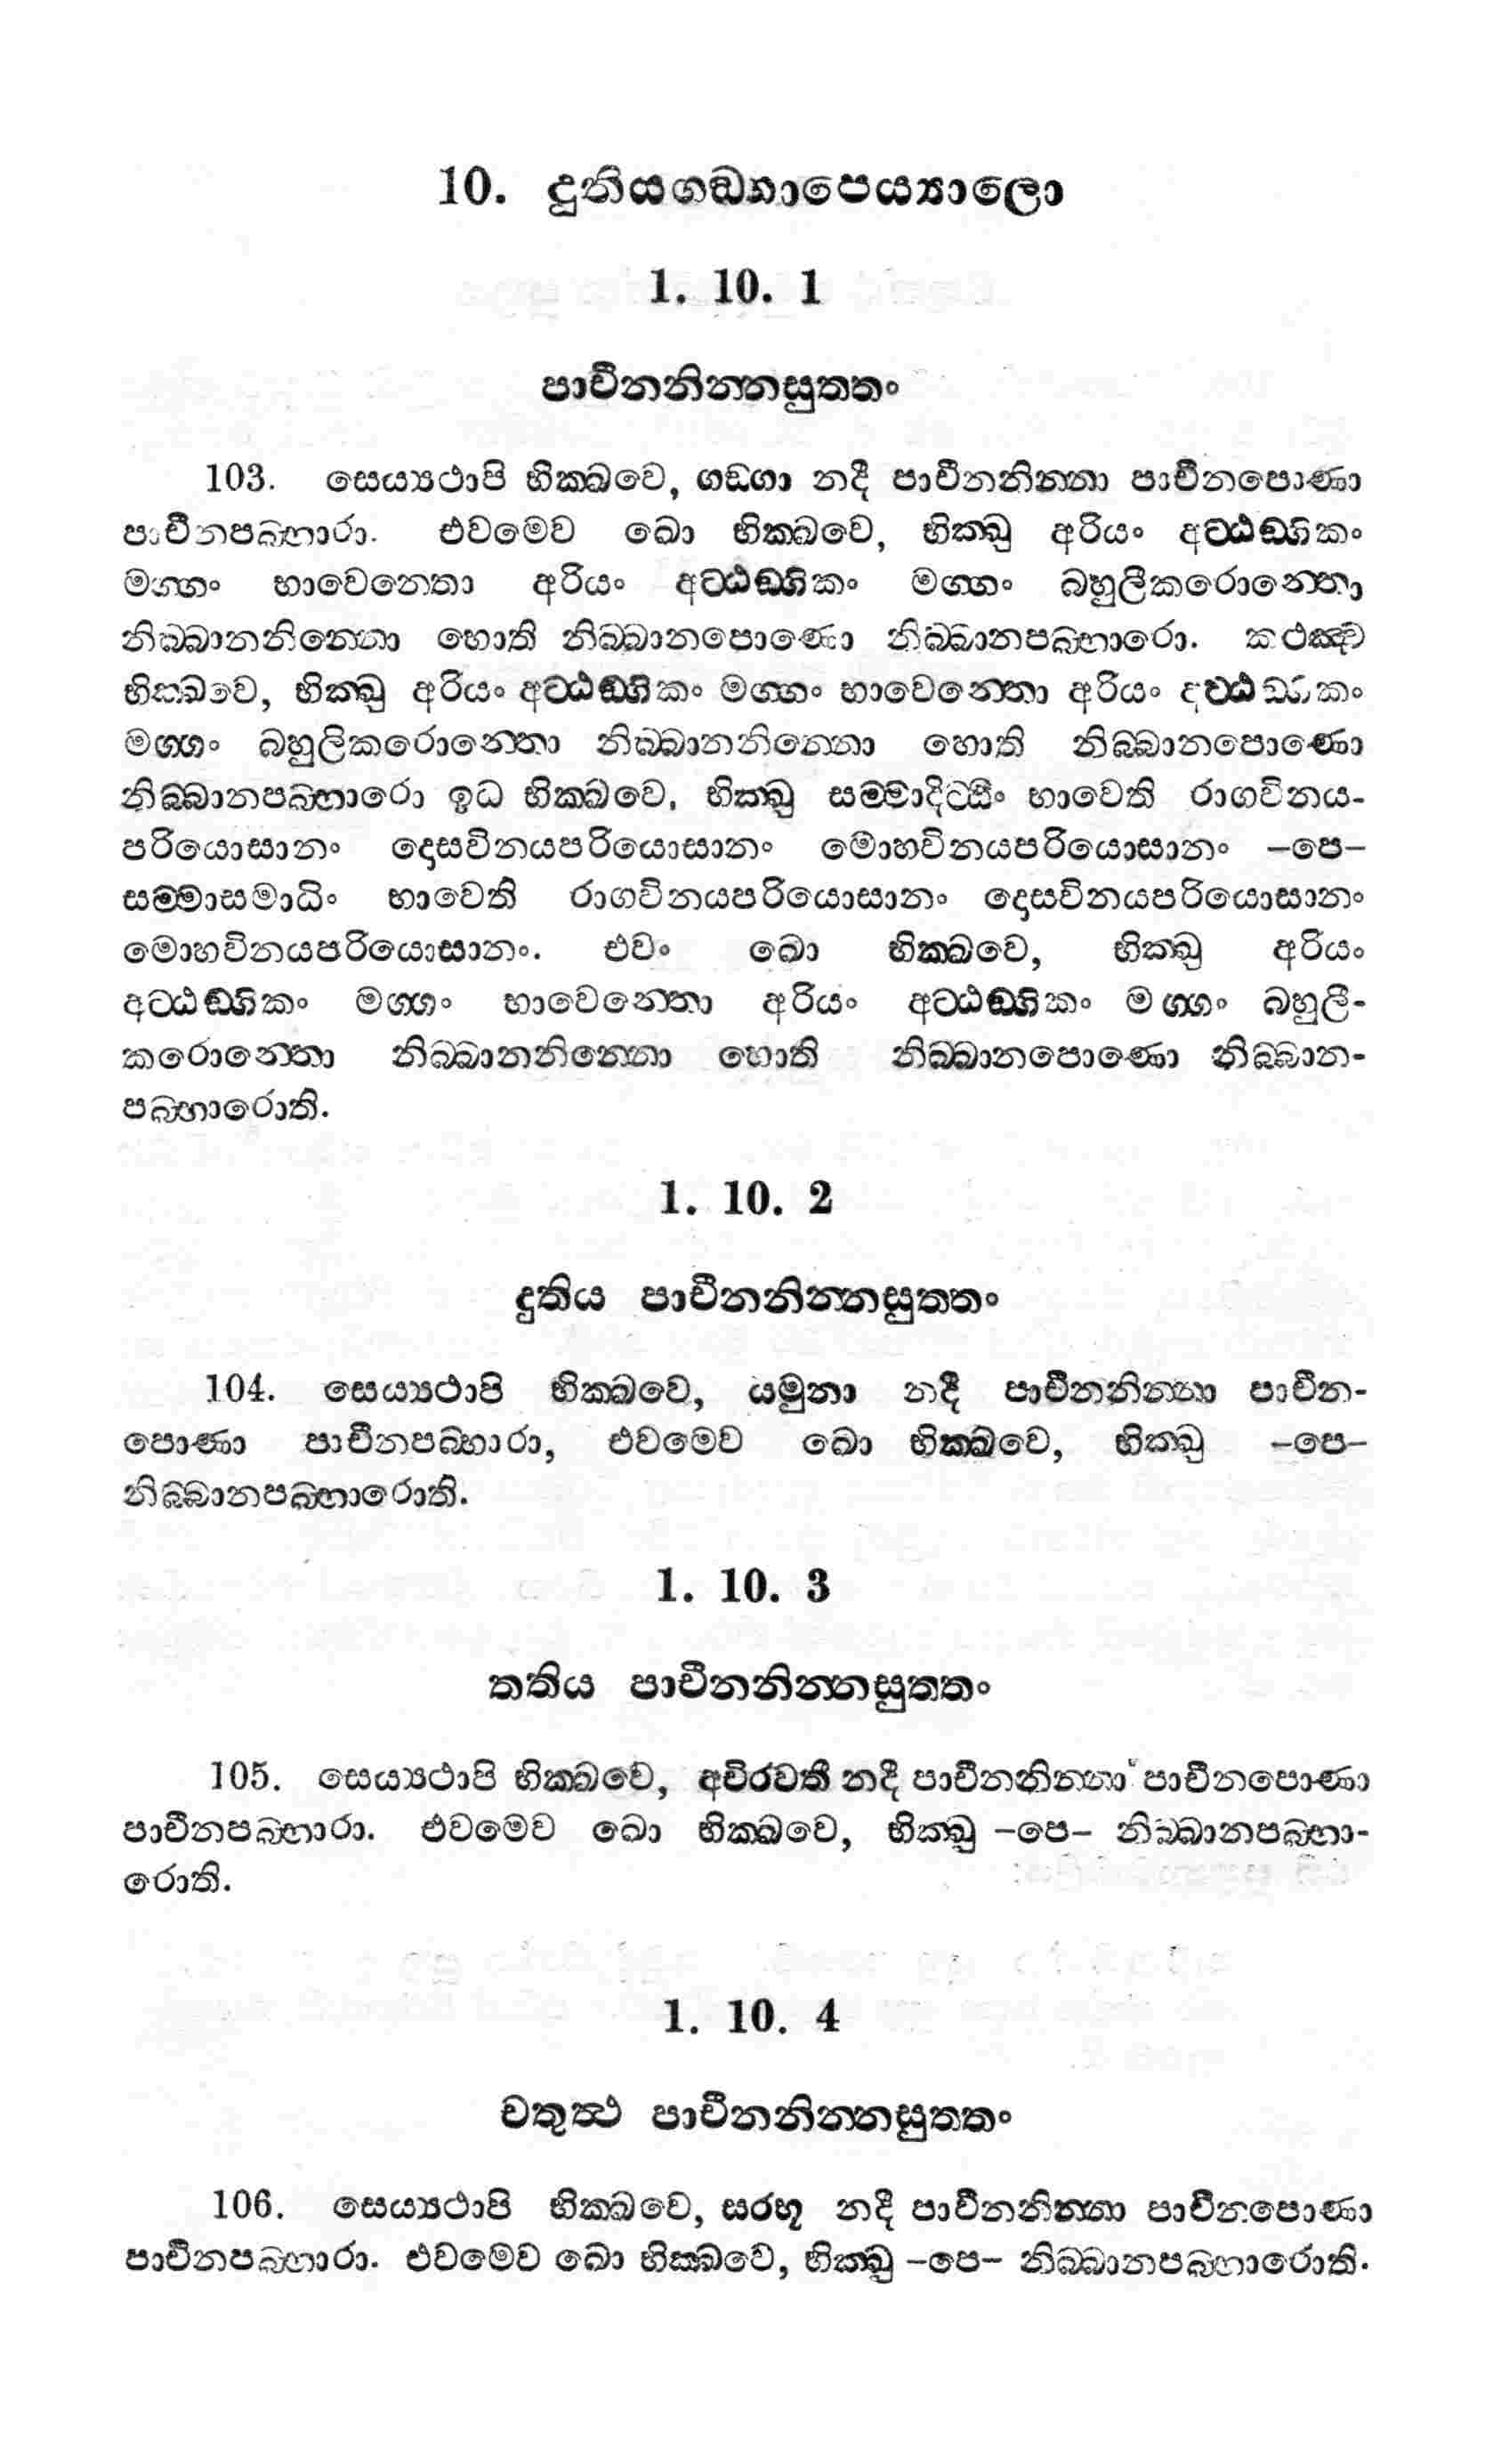 10. දුතියගඞ්ගාපෙය්‍යාලො
1. 10. 1
පාචීනනින්නසුත්තං
103. සෙය්‍යථාපි භික්ඛවෙ, ගඞ්ගා නදී පාචීනනින්නා පාචීනපොණා
පාචීනපබ්භාරා. එවමෙව ඛො භික්ඛවෙ, භික්ඛු අරියං අට්ඨඞ්ගිකං
මග්ගං භාවෙන්තො අරියං අට්ඨඞ්ගිකං මග්ගං බහුලීකරොන්තො
නිබ්බානනින්නො හොති නිබ්බානපොණො නිබ්බානපබ්භාරො. කථඤ්ච
භික්ඛවෙ, භික්ඛු අරියං අට්ඨඞ්ගිකං මග්ගං භාවෙන්තො අරියං අට්ඨඞ්ගිකං
මග්ගං බහුලිකරොන්තො නිබ්බානනින්නො හොති නිබ්බානපොණො
නිබ්බානපබ්භාරො ඉධ භික්ඛවෙ, භික්ඛු සම්මාදිට්ඨිං භාවෙති රාගවිනය-
පරියොසානං දොසවිනයපරියොසානං මොහවිනයපරියොසානං –පෙ–
සම්මාසමාධිං භාවෙති රාගවිනයපරියොසානං දොසවිනයපරියොසානං
මොහවිනයපරියොසානං. එවං ඛො භික්ඛවෙ, භික්ඛු අරියං
අට්ඨඞ්ගිකං මග්ගං භාවෙන්තො අරියං අට්ඨඞ්ගිකං මග්ගං බහුලී-
කරොන්තො නිබ්බානනින්නො හොති නිබ්බානපොණො නිබ්බාන-
පබ්භාරොති.
1. 10. 2
දුතිය පාචීනනින්නසුත්තං
104. සෙය්‍යථාපි භික්ඛවෙ, යමුනා නදී පාචීනනින්නා පාචීන-
පොණා පාචීනපබ්භාරා, එවමෙව ඛො භික්ඛවෙ, භික්ඛු –පෙ–
නිබ්බානපබ්භාරොති.
1. 10. 3
තතිය පාචීනනින්නසුත්තං
105. සෙය්‍යථාපි භික්ඛවෙ, අචිරවතී නදී පාචීනනින්නා පාචීනපොණා
පාචීනපබ්භාරා. එවමෙව ඛො භික්ඛවෙ, භික්ඛු –පෙ– නිබ්බානපබ්භා-
රොති.
1. 10. 4
චතුත්ථ පාචීනනින්නසුත්තං
106. සෙය්‍යථාපි භික්ඛවෙ, සරභූ නදී පාචීනනින්නා පාචීනපොණා
පාචීනපබ්භාරා. එවමෙව ඛො භික්ඛවෙ, භික්ඛු –පෙ– නිබ්බානපබ්භාරොති.